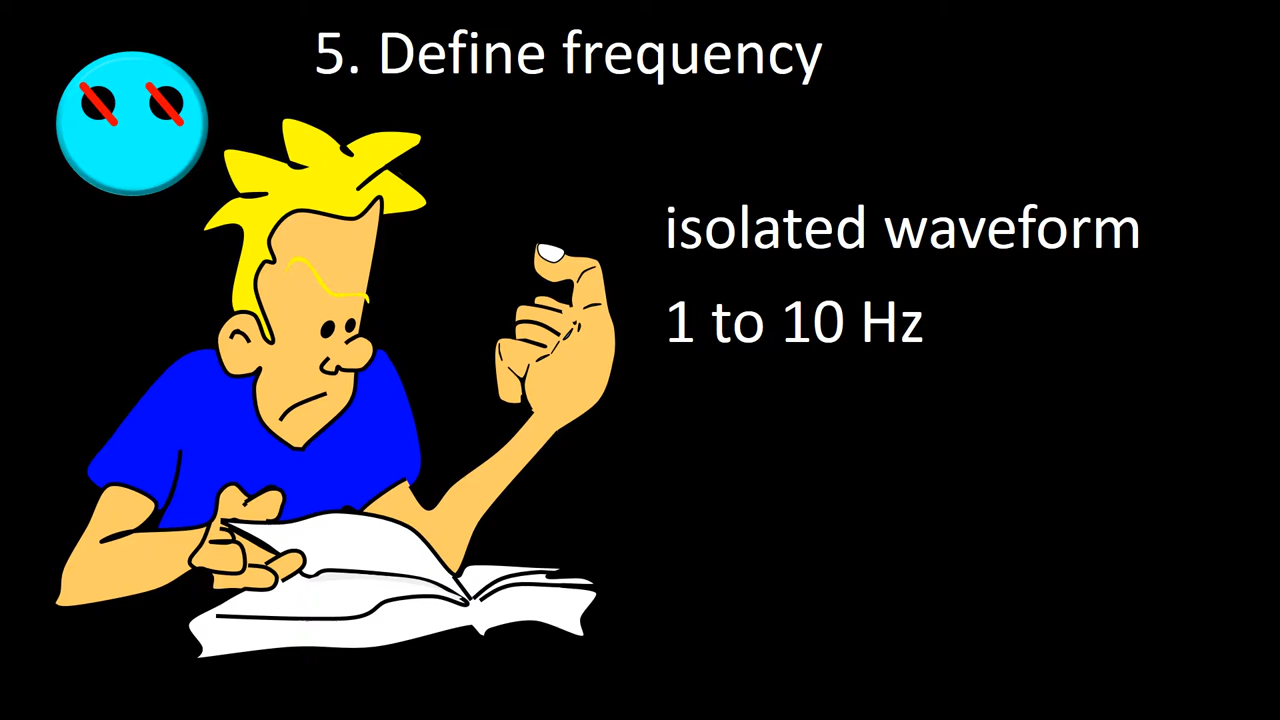 5. Define frequency
isolated waveform
1 to 10 Hz